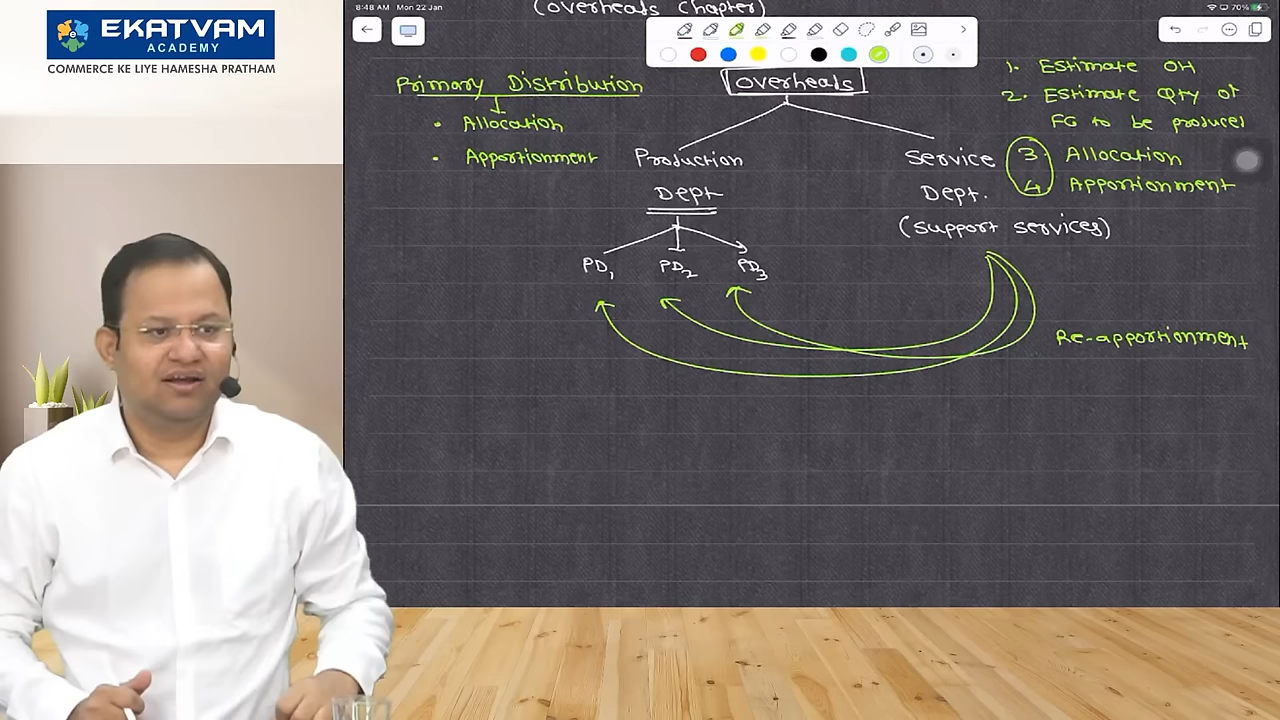 EKATVAM
ACADEMY
COMMERCE KE LIYE HAMESHA PRATHAM
8:48 AM Mon 22 Jan
70%
(overheads Chapter)
Primary Distribution
• Allocation
• Apportionment
Overheads
Production
Dept
PD1
PD2
PD3
Service
Dept.
(support services)
1. Estimate OH
2. Estimate Qty of
FG to be produced
3. Allocation
4. Apportionment
Re-apportionment